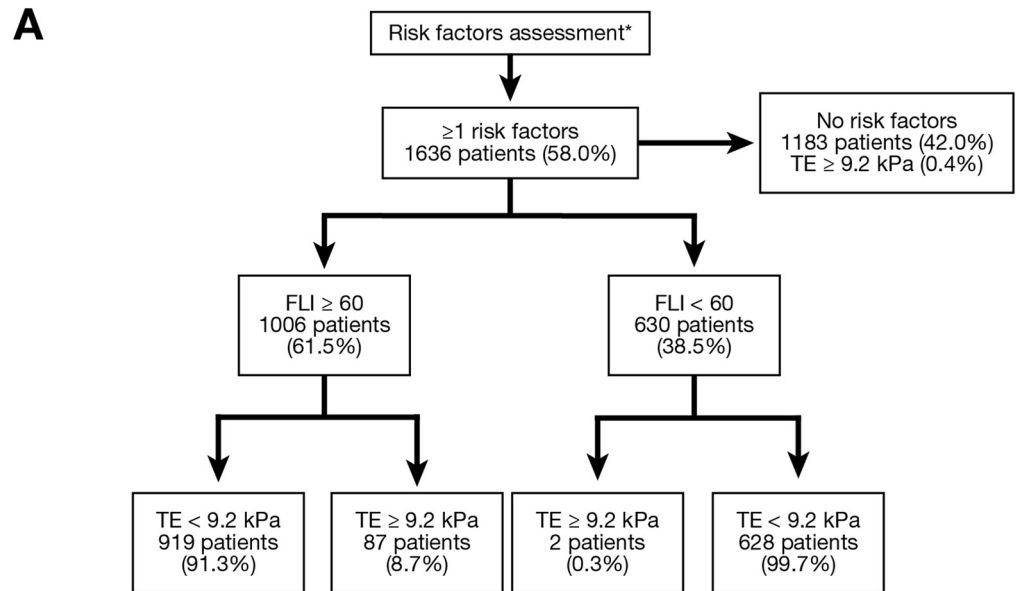 A
Risk factors assessment*
≥1 risk factors
1636 patients (58.0%)
No risk factors
1183 patients (42.0%)
TE ≥ 9.2 kPa (0.4%)
FLI ≥ 60
1006 patients
(61.5%)
FLI < 60
630 patients
(38.5%)
TE < 9.2 kPa
919 patients
(91.3%)
TE ≥ 9.2 kPa
87 patients
(8.7%)
TE ≥ 9.2 kPa
2 patients
(0.3%)
TE < 9.2 kPa
628 patients
(99.7%)